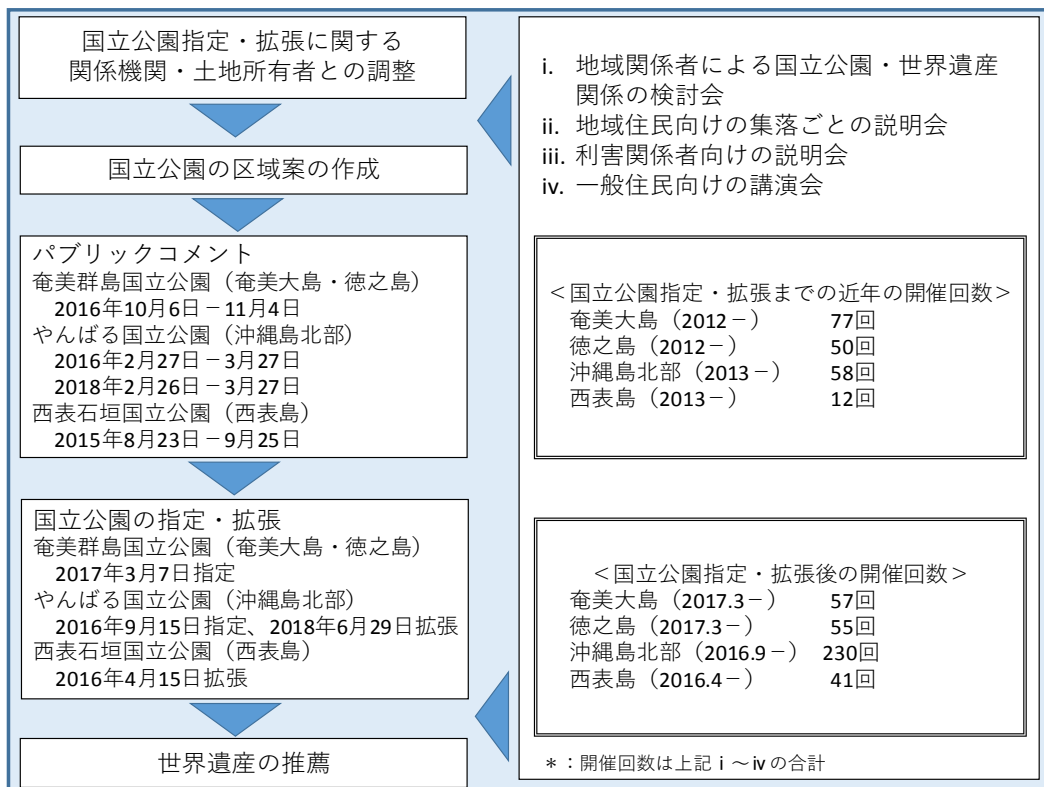 国立公園指定・拡張に関する
関係機関・土地所有者との調整
国立公園の区域案の作成
パブリックコメント
奄美群島国立公園（奄美大島・徳之島）
2016年10月6日－11月4日
やんばる国立公園（沖縄島北部）
2016年2月27日－3月27日
2018年2月26日－3月27日
西表石垣国立公園（西表島）
2015年8月23日－9月25日
国立公園の指定・拡張
奄美群島国立公園（奄美大島・徳之島）
2017年3月7日指定
やんばる国立公園（沖縄島北部）
2016年9月15日指定、2018年6月29日拡張
西表石垣国立公園（西表島）
2016年4月15日拡張
世界遺産の推薦
i. 地域関係者による国立公園・世界遺産
関係の検討会
ii. 地域住民向けの集落ごとの説明会
iii. 利害関係者向けの説明会
iv. 一般住民向けの講演会
＜国立公園指定・拡張までの近年の開催回数＞
奄美大島（2012－） 77回
徳之島（2012－） 50回
沖縄島北部（2013－） 58回
西表島（2013－） 12回
＜国立公園指定・拡張後の開催回数＞
奄美大島（2017.3－） 57回
徳之島（2017.3－） 55回
沖縄島北部（2016.9－） 230回
西表島（2016.4－） 41回
＊：開催回数は上記ⅰ～ⅳの合計